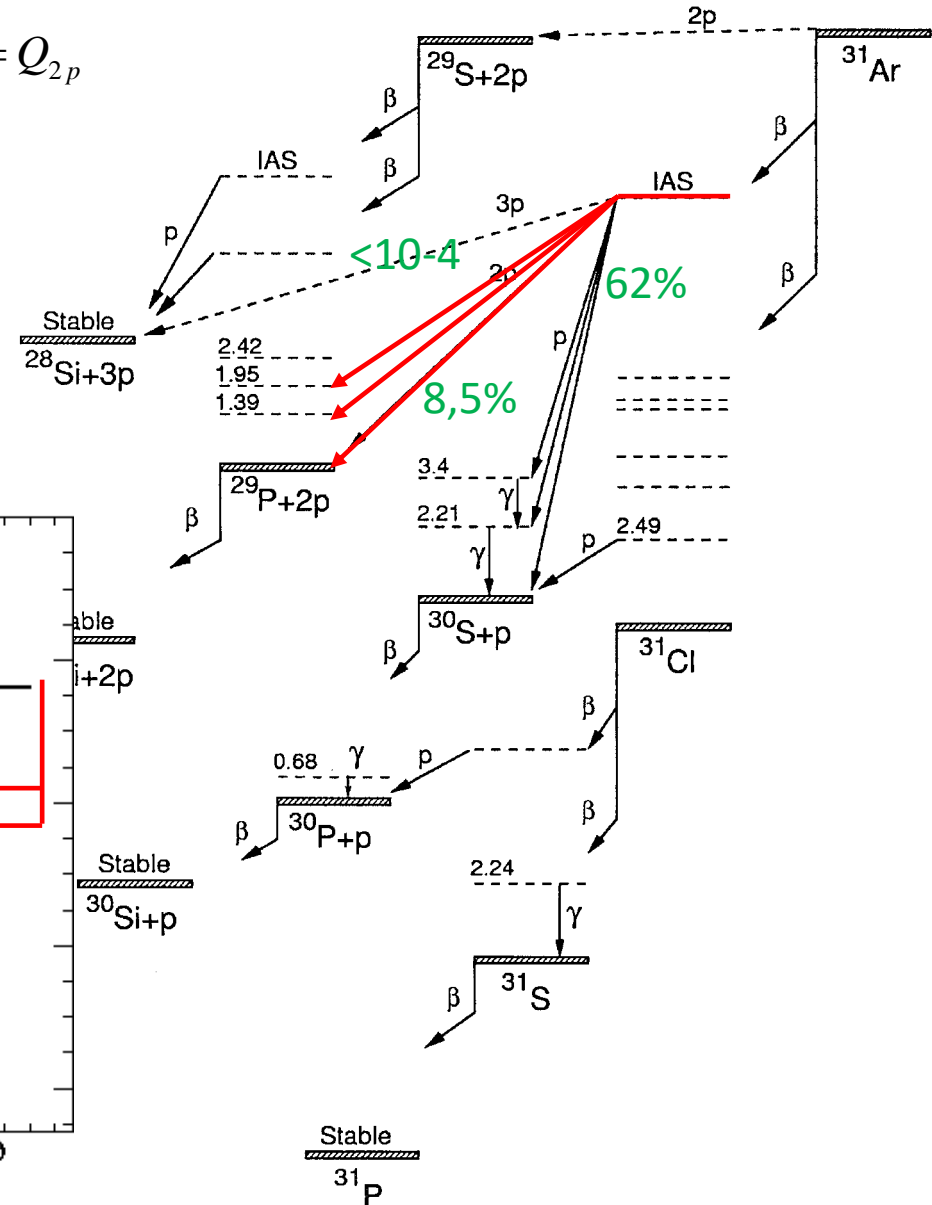 = Q2p
2p
29S+2p
31Ar
β
β
β
IAS
IAS
3p
p
<10-4
2p
62%
β
Stable
28Si+3p
p
2.42
1.95
1.39
8,5%
29P+2p
3.4
γ
2.21
β
γ
p
2.49
30S+p
able
i+2p
β
31Cl
β
0.68
γ
p
30P+p
β
β
Stable
30Si+p
2.24
γ
31S
β
Stable
31P